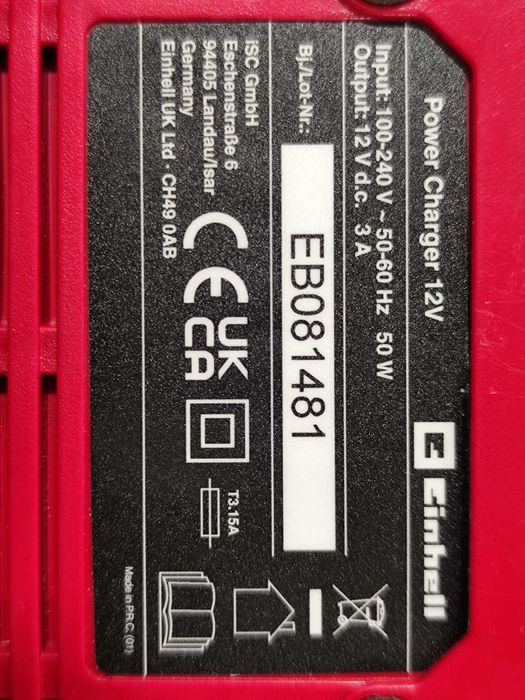 Power Charger 12V
Einhell
Input: 100-240 V ~ 50-60 Hz 50 W
Output: 12 V d.c. 3 A
Bj./Lot-Nr.:
EB081481
iSC GmbH
Eschenstraße 6
94405 Landau/Isar
Germany
Einhell UK Ltd · CH49 0AB
CE
UK
CA
T3.15A
Made in P.R.C. (01)